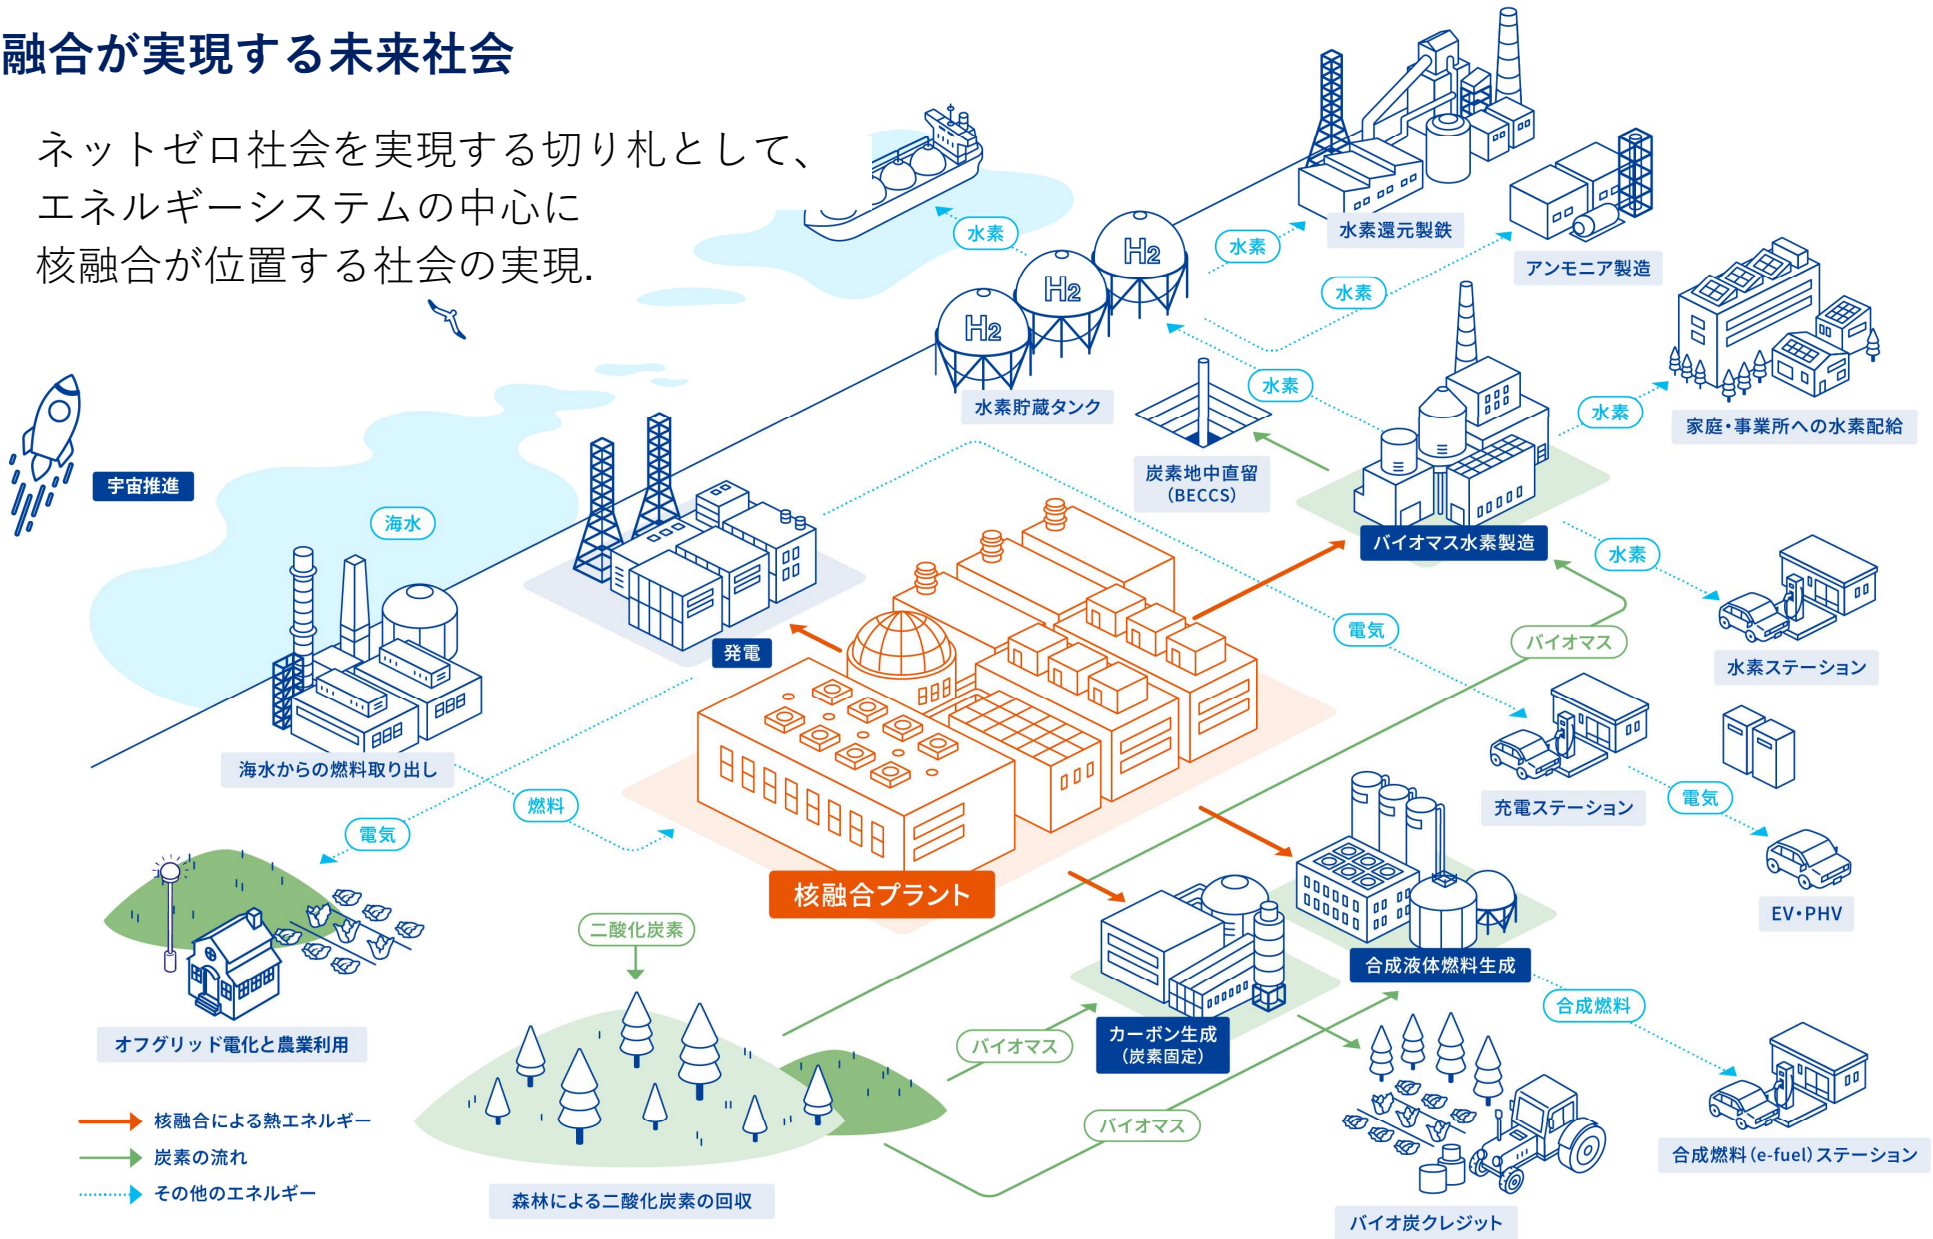 融合が実現する未来社会
ネットゼロ社会を実現する切り札として、
エネルギーシステムの中心に
核融合が位置する社会の実現.
水素
水素
水素還元製鉄
アンモニア製造
水素
H2
H2
H2
水素貯蔵タンク
水素
水素
家庭・事業所への水素配給
炭素地中直留
(BECCS)
宇宙推進
海水
バイオマス水素製造
水素
発電
電気
バイオマス
水素ステーション
海水からの燃料取り出し
燃料
電気
充電ステーション
電気
核融合プラント
EV・PHV
二酸化炭素
合成液体燃料生成
合成燃料
オフグリッド電化と農業利用
バイオマス
カーボン生成
(炭素固定)
バイオマス
合成燃料(e-fuel)ステーション
核融合による熱エネルギー
炭素の流れ
その他のエネルギー
森林による二酸化炭素の回収
バイオ炭クレジット